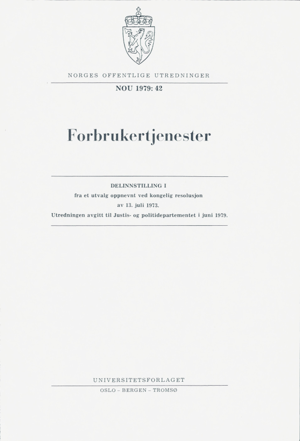 NORGES OFFENTLIGE UTREDNINGER
NOU 1979: 42
Forbrukertjenester
DELINNSTILLING I
fra et utvalg oppnevnt ved kongelig resolusjon
av 13. juli 1973.
Utredningen avgitt til Justis- og politidepartementet i juni 1979.
UNIVERSITETSFORLAGET
OSLO – BERGEN – TROMSØ